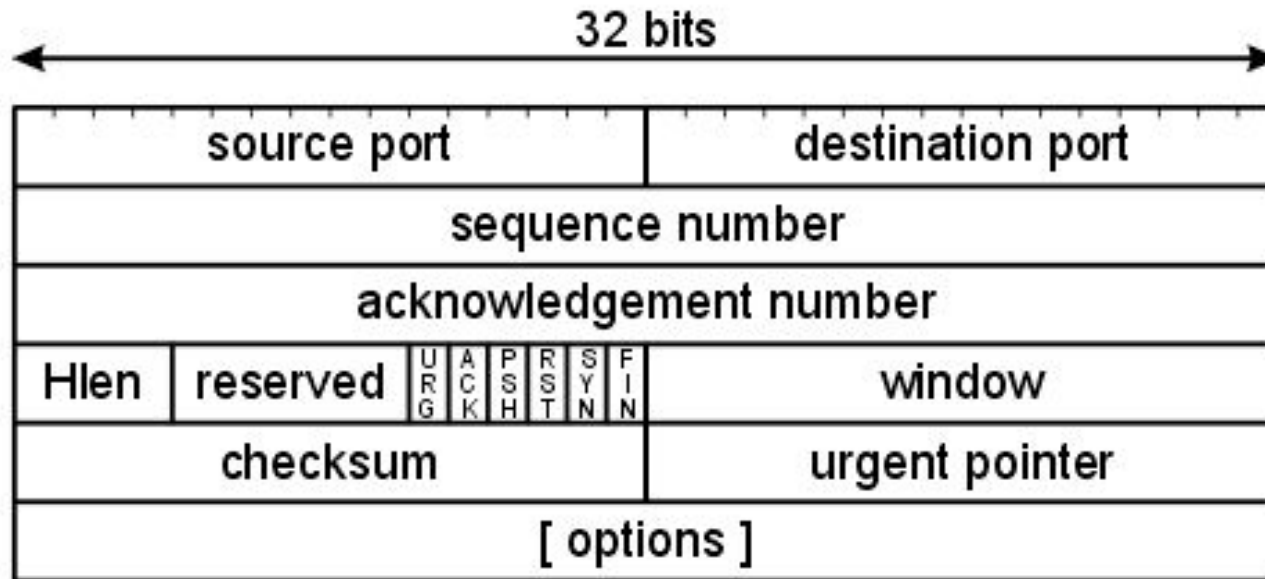 32 bits
source port destination port
sequence number
acknowledgement number
Hlen reserved URG ACK PSH RST SYN FIN window
checksum urgent pointer
[ options ]